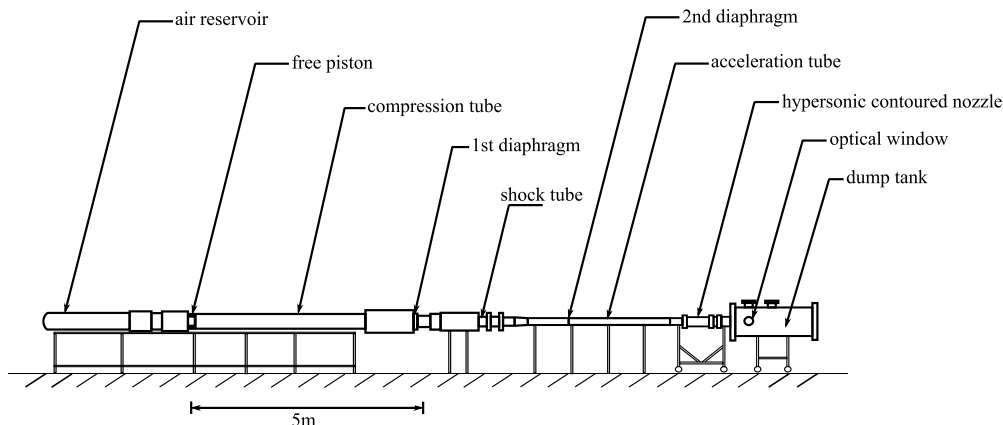 air reservoir
2nd diaphragm
free piston
acceleration tube
compression tube
hypersonic contoured nozzle
1st diaphragm
optical window
shock tube
dump tank
5m